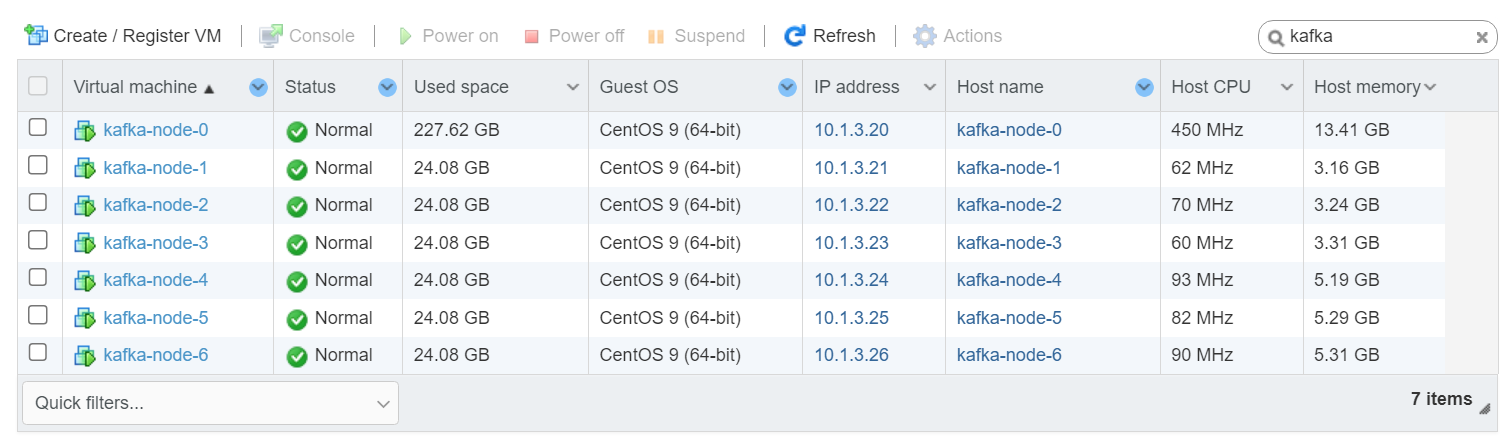 Create / Register VM Console Power on Power off Suspend Refresh Actions kafka
Virtual machine Status Used space Guest OS IP address Host name Host CPU Host memory
kafka-node-0 Normal 227.62 GB CentOS 9 (64-bit) 10.1.3.20 kafka-node-0 450 MHz 13.41 GB
kafka-node-1 Normal 24.08 GB CentOS 9 (64-bit) 10.1.3.21 kafka-node-1 62 MHz 3.16 GB
kafka-node-2 Normal 24.08 GB CentOS 9 (64-bit) 10.1.3.22 kafka-node-2 70 MHz 3.24 GB
kafka-node-3 Normal 24.08 GB CentOS 9 (64-bit) 10.1.3.23 kafka-node-3 60 MHz 3.31 GB
kafka-node-4 Normal 24.08 GB CentOS 9 (64-bit) 10.1.3.24 kafka-node-4 93 MHz 5.19 GB
kafka-node-5 Normal 24.08 GB CentOS 9 (64-bit) 10.1.3.25 kafka-node-5 82 MHz 5.29 GB
kafka-node-6 Normal 24.08 GB CentOS 9 (64-bit) 10.1.3.26 kafka-node-6 90 MHz 5.31 GB
Quick filters... 7 items